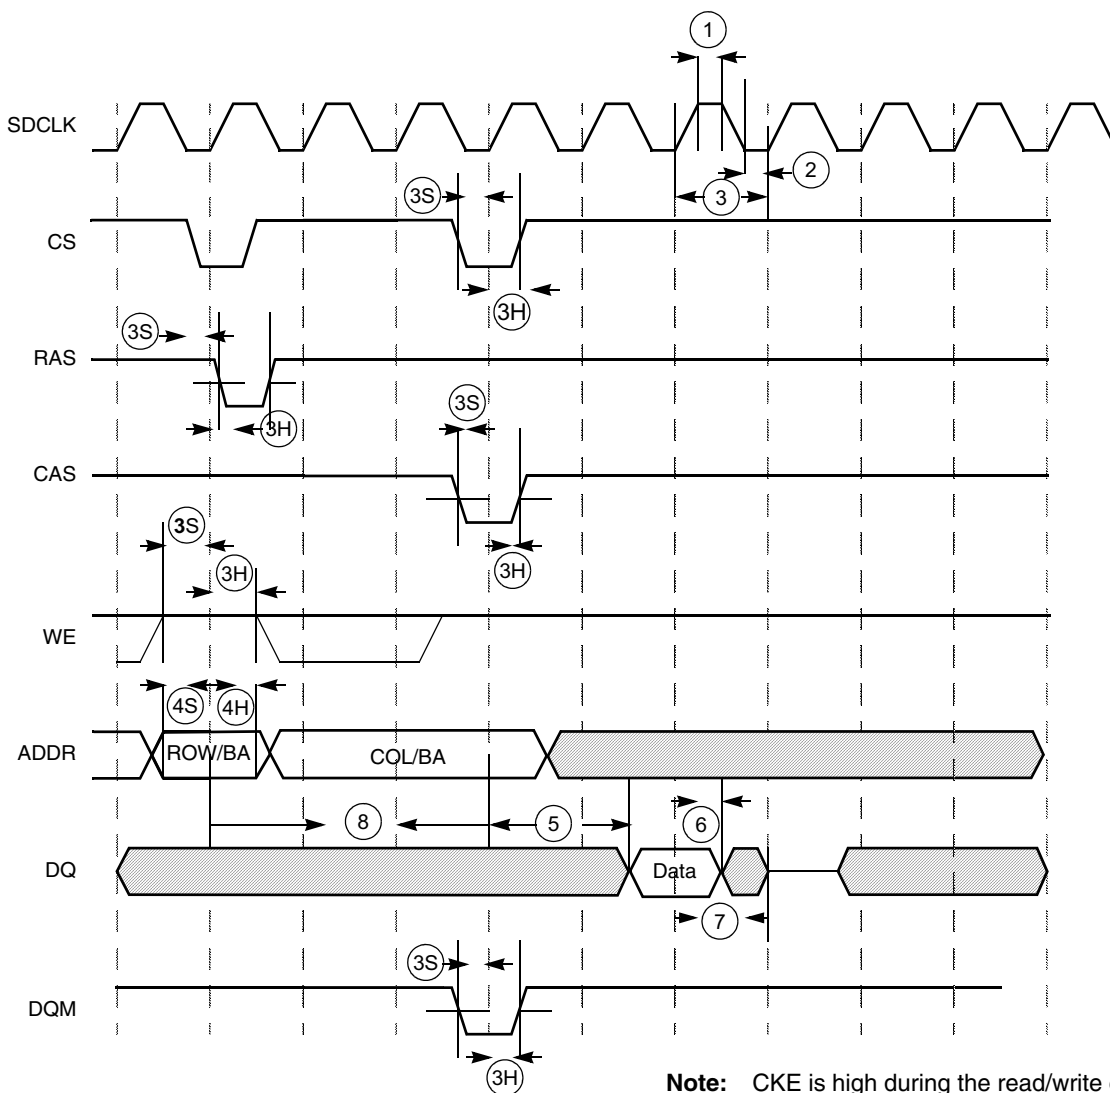 1
SDCLK
2
3S
3
CS
3H
3S
RAS
3H
3S
CAS
3S
3H
3H
WE
4S 4H
ADDR ROW/BA COL/BA
8 5 6
DQ Data
7
3S
DQM
3H
Note: CKE is high during the read/write